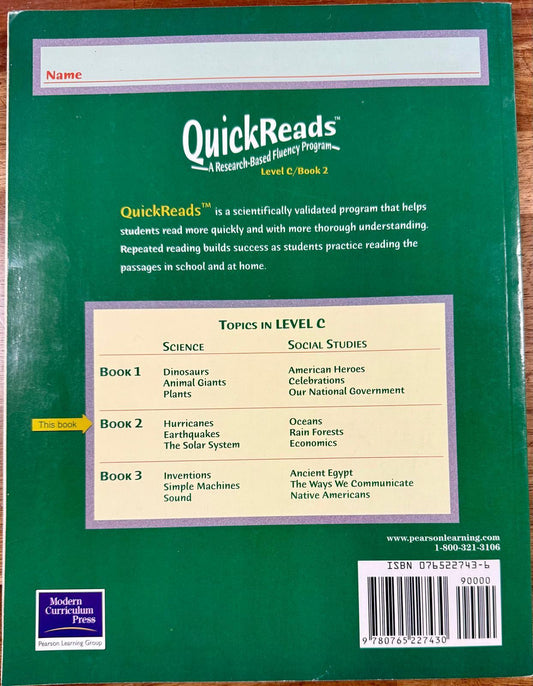 Name
QuickReads™
A Research-Based Fluency Program
Level C/Book 2
QuickReads™ is a scientifically validated program that helps
students read more quickly and with more thorough understanding.
Repeated reading builds success as students practice reading the
passages in school and at home.
TOPICS IN LEVEL C
SCIENCE SOCIAL STUDIES
BOOK 1 Dinosaurs American Heroes
Animal Giants Celebrations
Plants Our National Government
This book BOOK 2 Hurricanes Oceans
Earthquakes Rain Forests
The Solar System Economics
BOOK 3 Inventions Ancient Egypt
Simple Machines The Ways We Communicate
Sound Native Americans
www.pearsonlearning.com
1-800-321-3106
ISBN 076522743-6
90000
9 780765 227430
Modern
Curriculum
Press
Pearson Learning Group